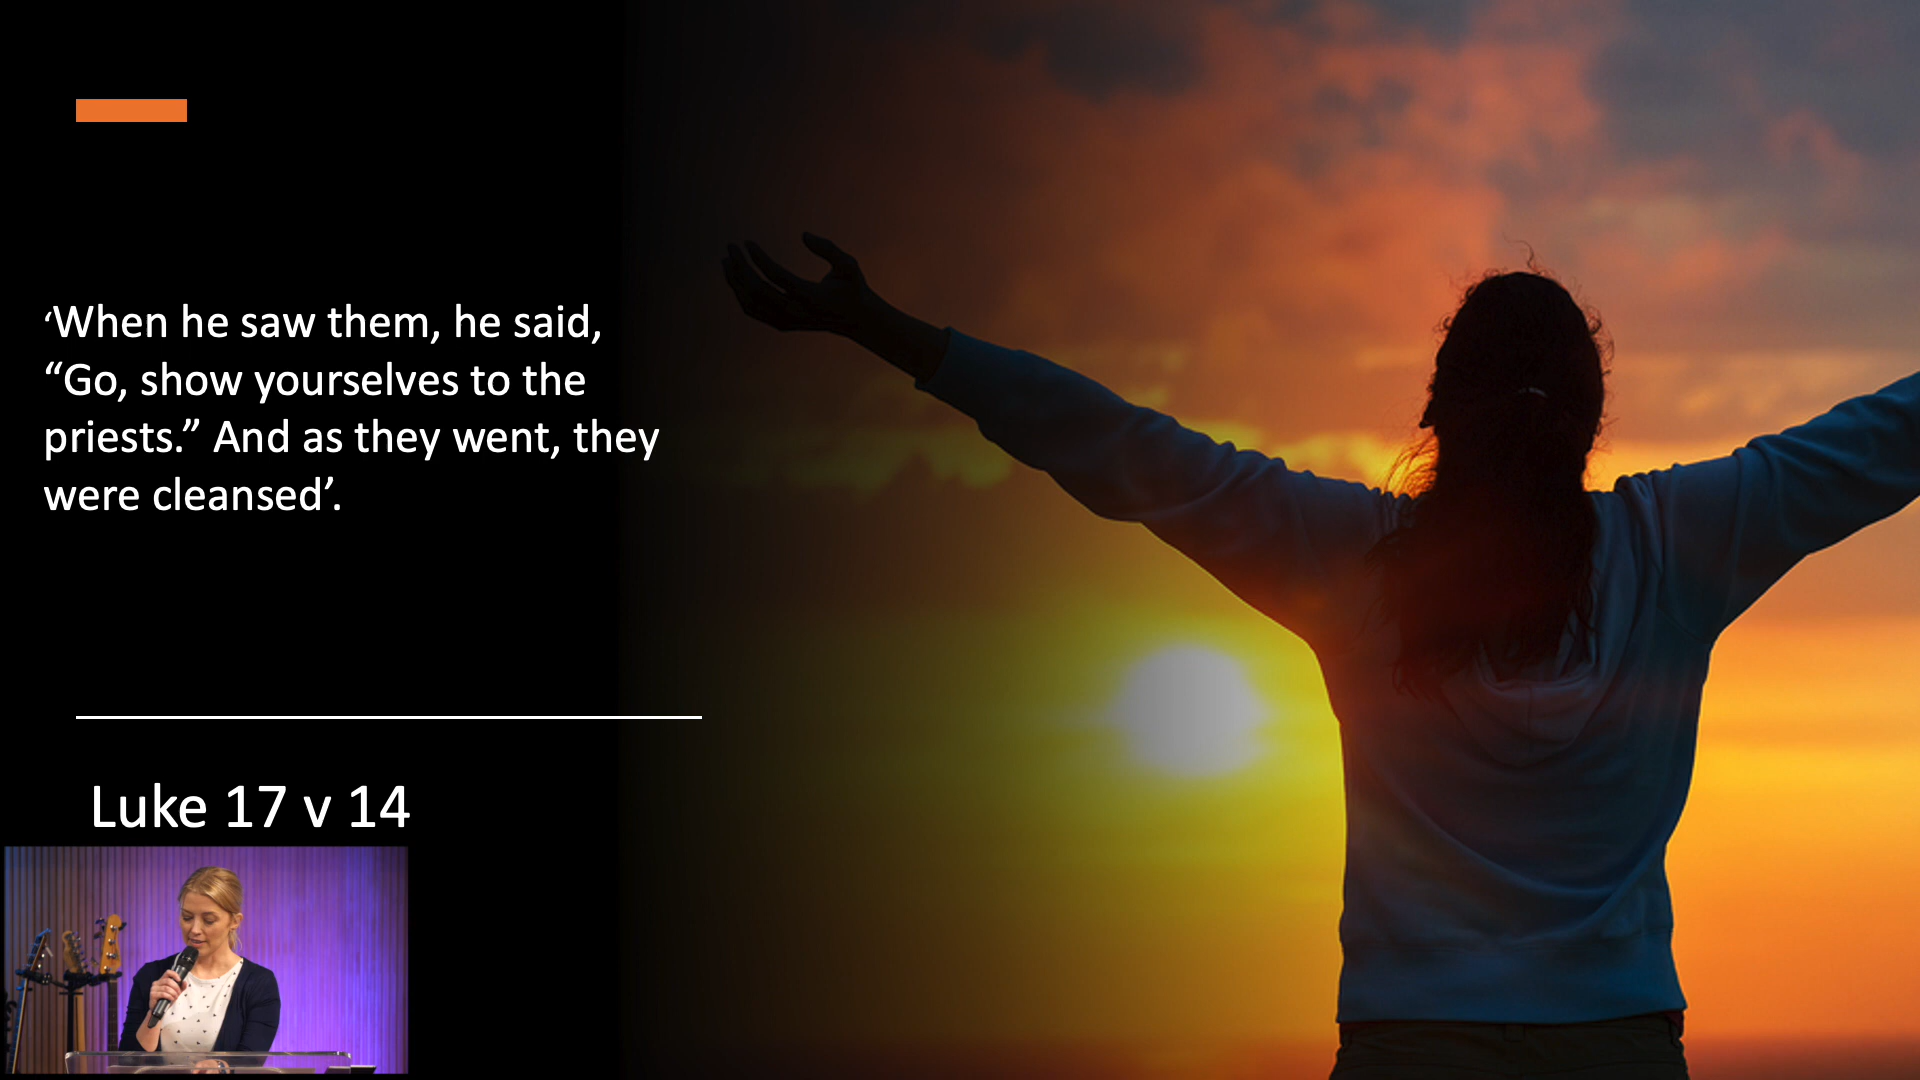 ‘When he saw them, he said,
“Go, show yourselves to the
priests.” And as they went, they
were cleansed’.
Luke 17 v 14